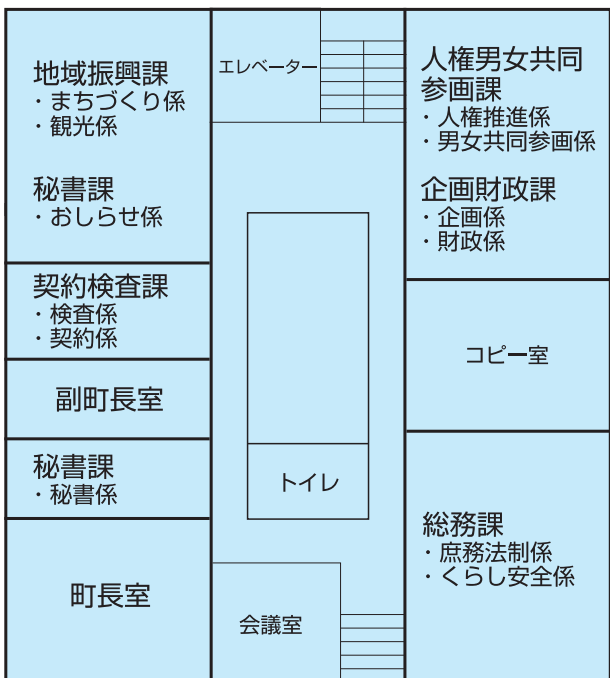 地域振興課
・まちづくり係
・観光係
秘書課
・おしらせ係
契約検査課
・検査係
・契約係
副町長室
秘書課
・秘書係
町長室
エレベーター
トイレ
会議室
人権男女共同
参画課
・人権推進係
・男女共同参画係
企画財政課
・企画係
・財政係
コピー室
総務課
・庶務法制係
・くらし安全係